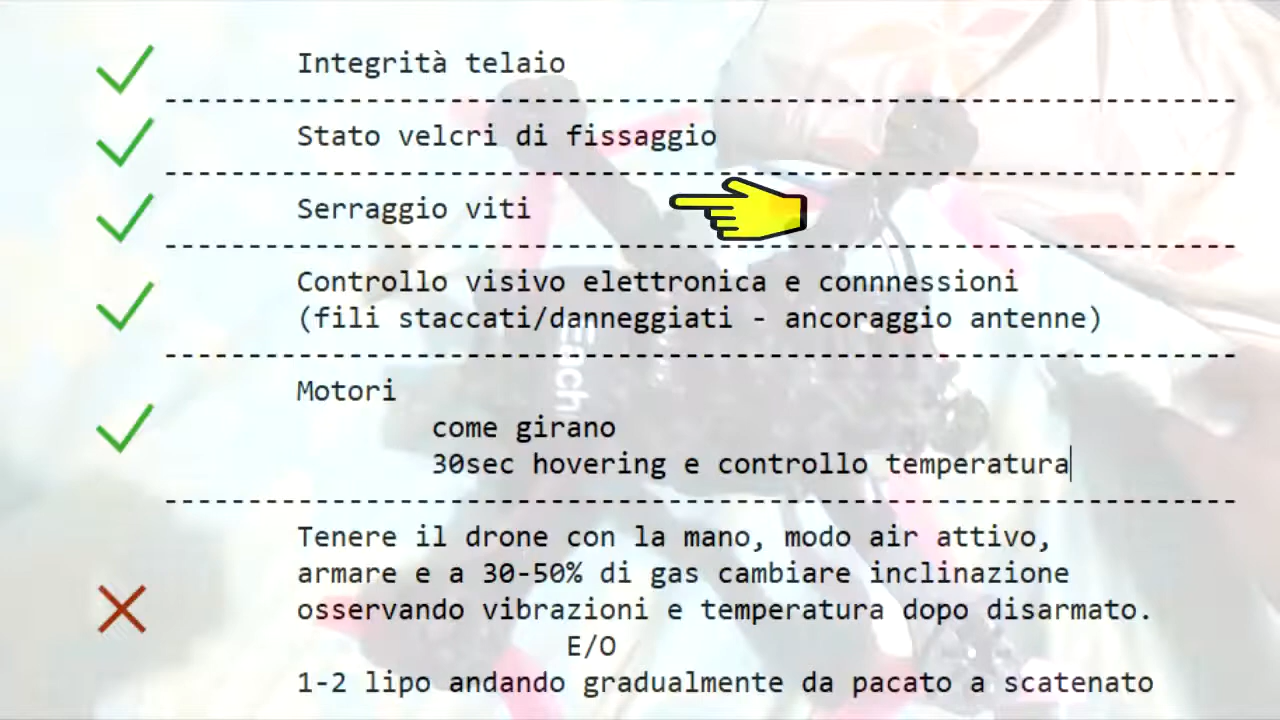 Integrità telaio
Stato velcri di fissaggio
Serraggio viti
Controllo visivo elettronica e connnessioni
(fili staccati/danneggiati - ancoraggio antenne)
Motori
come girano
30sec hovering e controllo temperatura
Tenere il drone con la mano, modo air attivo,
armare e a 30-50% di gas cambiare inclinazione
osservando vibrazioni e temperatura dopo disarmato.
E/O
1-2 lipo andando gradualmente da pacato a scatenato
Each